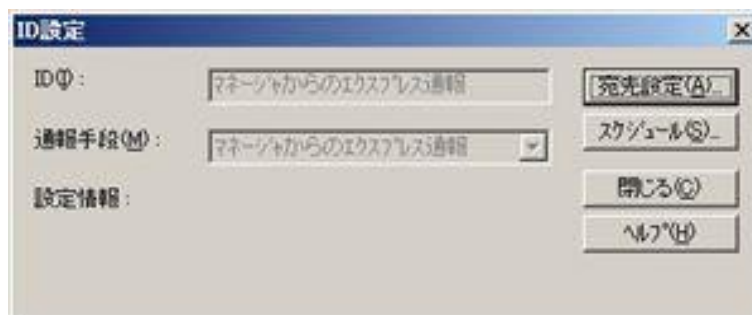 ID設定
ID(I):
マネージャからのエクスプレス通報
宛先設定(A)...
通報手段(M):
マネージャからのエクスプレス通報
スケジュール(S)...
設定情報:
閉じる(C)
ヘルプ(H)